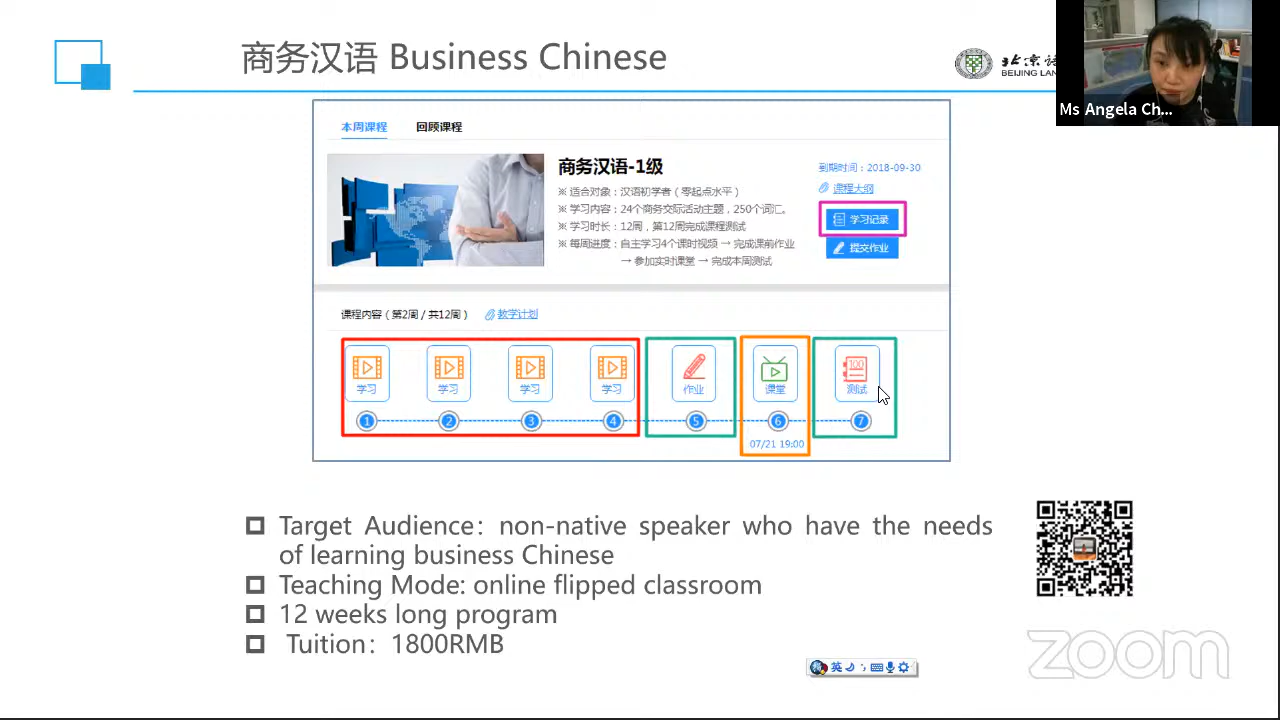 商务汉语 Business Chinese
北京语
BEIJING LAN
Ms Angela Ch...
本周课程 回顾课程
商务汉语-1级
※ 适合对象：汉语初学者（零起点水平）
※ 学习内容：24个商务交际活动主题，250个词汇。
※ 学习时长：12周，第12周完成课程测试
※ 每周进度：自主学习4个课时视频 → 完成课前作业
→ 参加实时课堂 → 完成本周测试
到期时间：2018-09-30
课程大纲
学习记录
提交作业
课程内容（第2周 / 共12周） 教学计划
100
学习 学习 学习 学习 作业 课堂 测试
1 2 3 4 5 6 7
07/21 19:00
Target Audience：non-native speaker who have the needs
of learning business Chinese
Teaching Mode: online flipped classroom
12 weeks long program
Tuition：1800RMB
英
zoom